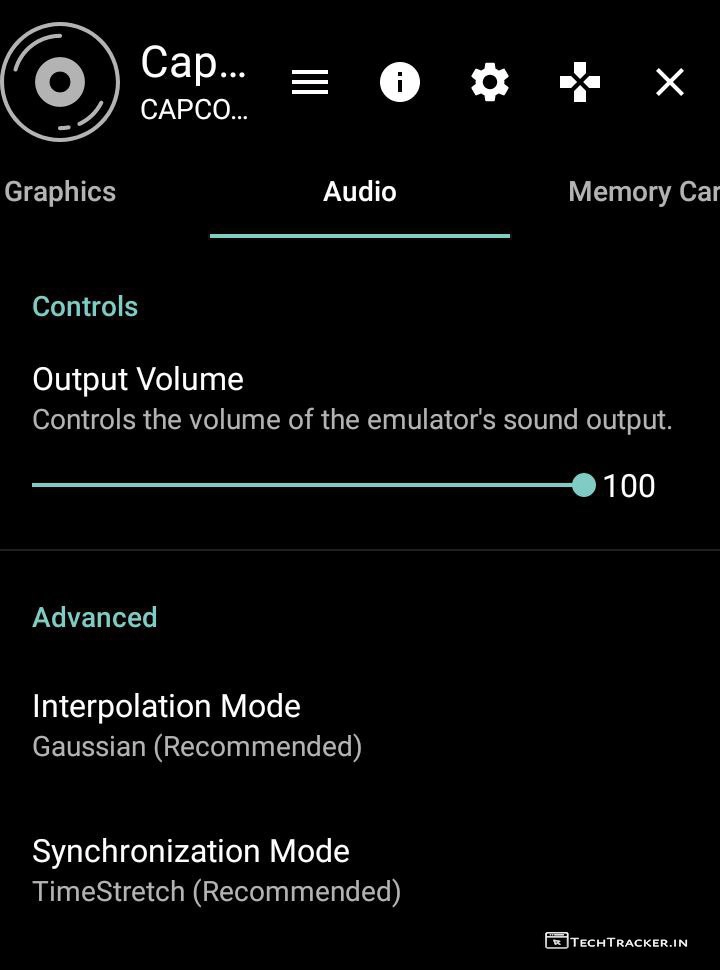 Cap...
CAPCO...
Graphics
Audio
Memory Car
Controls
Output Volume
Controls the volume of the emulator's sound output.
100
Advanced
Interpolation Mode
Gaussian (Recommended)
Synchronization Mode
TimeStretch (Recommended)
TECHTRACKER.IN